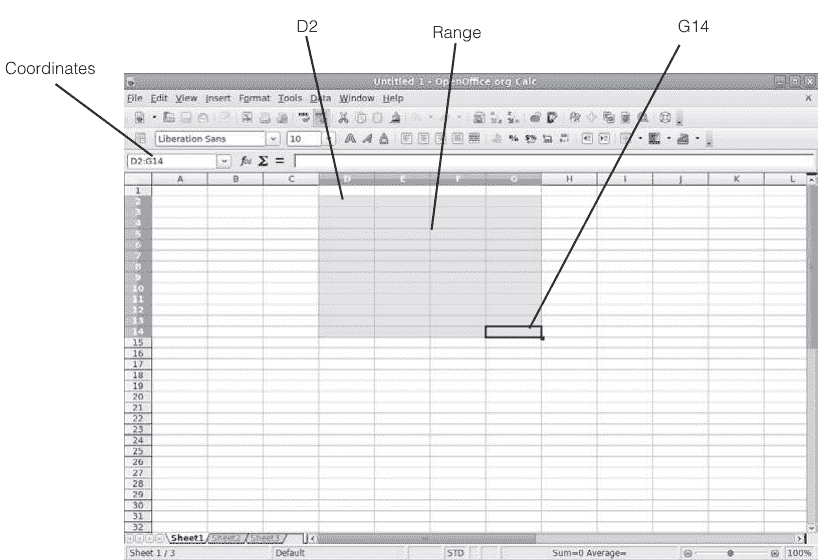 D2
Range
G14
Coordinates
Untitled 1 - OpenOffice.org Calc
File Edit View Insert Format Tools Data Window Help
Liberation Sans 10
D2:G14
A B C D E F G H I J K L
1
2
3
4
5
6
7
8
9
10
11
12
13
14
15
16
17
18
19
20
21
22
23
24
25
26
27
28
29
30
31
32
Sheet1 Sheet2 Sheet3
Sheet 1 / 3 Default STD Sum=0 Average= 100%